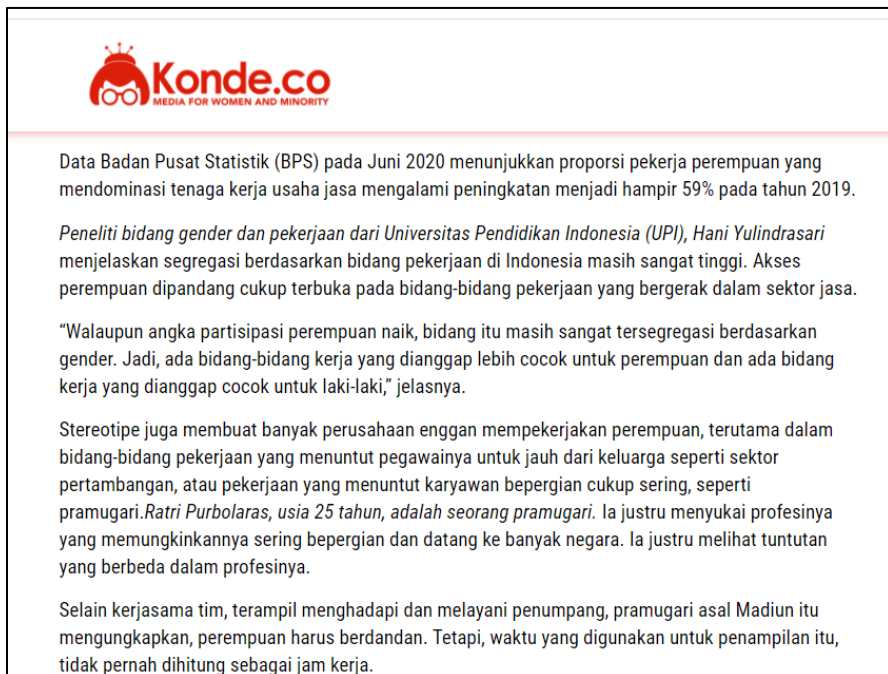 Konde.co
MEDIA FOR WOMEN AND MINORITY
Data Badan Pusat Statistik (BPS) pada Juni 2020 menunjukkan proporsi pekerja perempuan yang
mendominasi tenaga kerja usaha jasa mengalami peningkatan menjadi hampir 59% pada tahun 2019.
Peneliti bidang gender dan pekerjaan dari Universitas Pendidikan Indonesia (UPI), Hani Yulindrasari
menjelaskan segregasi berdasarkan bidang pekerjaan di Indonesia masih sangat tinggi. Akses
perempuan dipandang cukup terbuka pada bidang-bidang pekerjaan yang bergerak dalam sektor jasa.
“Walaupun angka partisipasi perempuan naik, bidang itu masih sangat tersegregasi berdasarkan
gender. Jadi, ada bidang-bidang kerja yang dianggap lebih cocok untuk perempuan dan ada bidang
kerja yang dianggap cocok untuk laki-laki,” jelasnya.
Stereotipe juga membuat banyak perusahaan enggan mempekerjakan perempuan, terutama dalam
bidang-bidang pekerjaan yang menuntut pegawainya untuk jauh dari keluarga seperti sektor
pertambangan, atau pekerjaan yang menuntut karyawan bepergian cukup sering, seperti
pramugari.Ratri Purbolaras, usia 25 tahun, adalah seorang pramugari. Ia justru menyukai profesinya
yang memungkinkannya sering bepergian dan datang ke banyak negara. Ia justru melihat tuntutan
yang berbeda dalam profesinya.
Selain kerjasama tim, terampil menghadapi dan melayani penumpang, pramugari asal Madiun itu
mengungkapkan, perempuan harus berdandan. Tetapi, waktu yang digunakan untuk penampilan itu,
tidak pernah dihitung sebagai jam kerja.